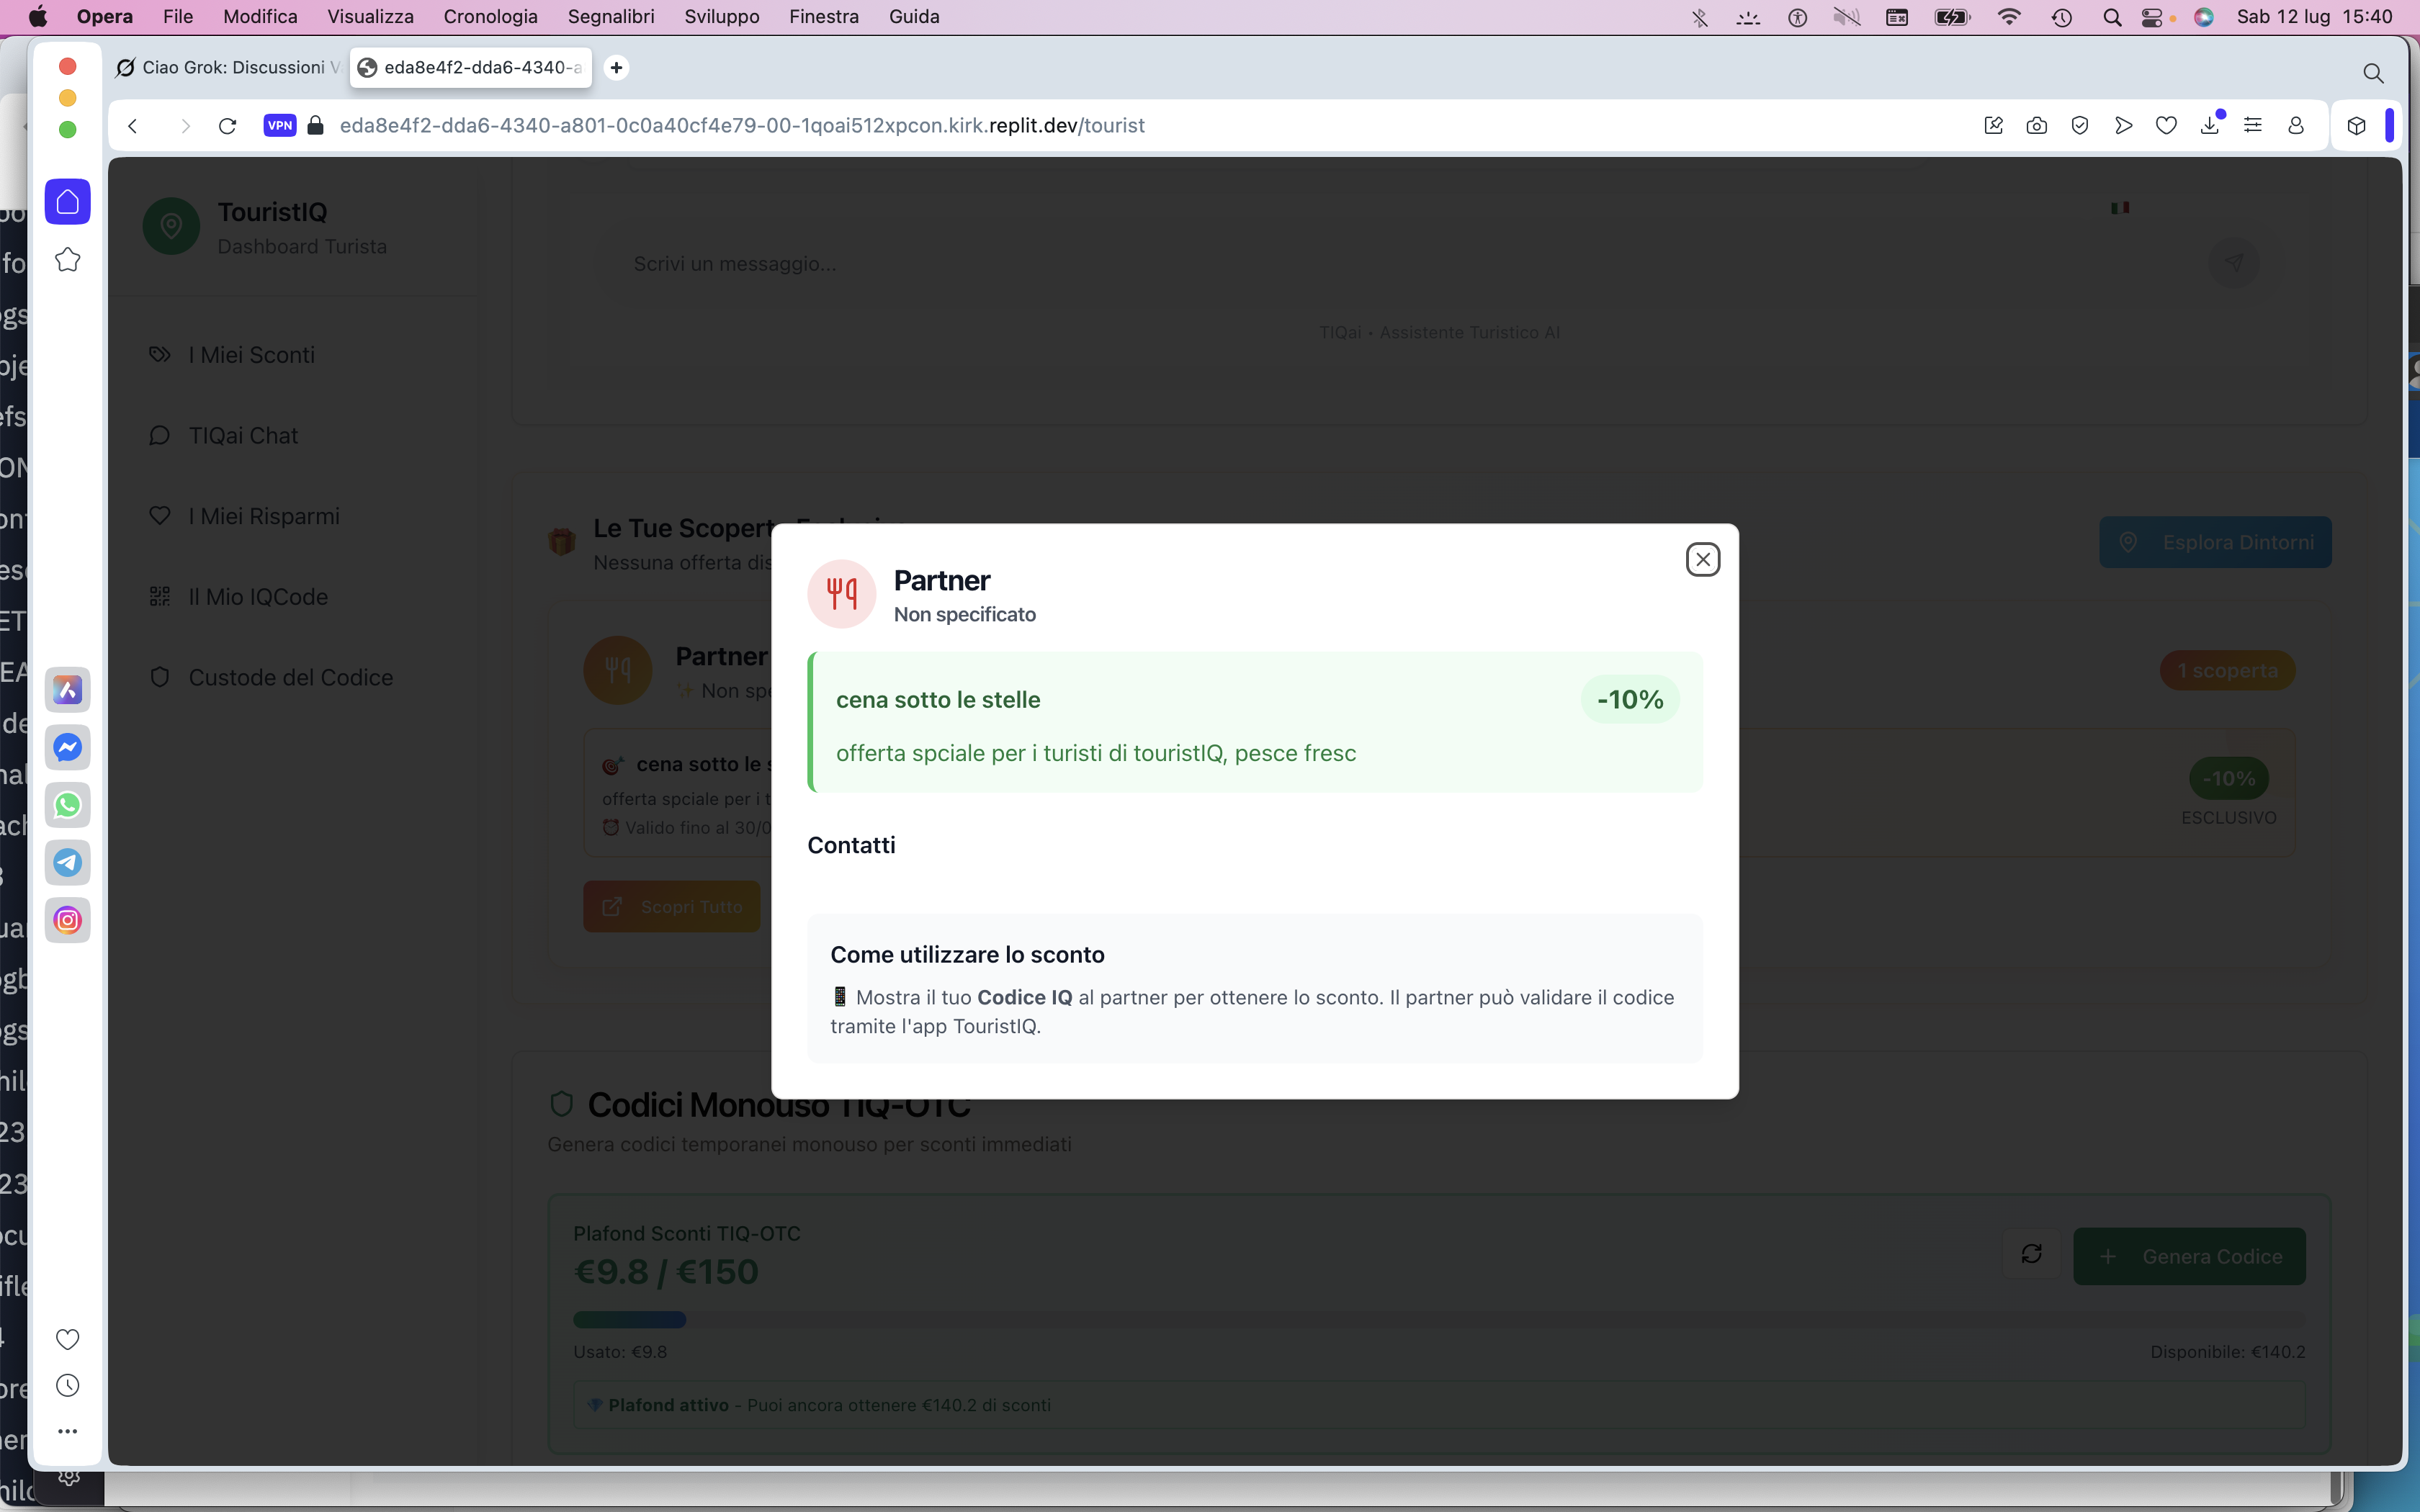 Opera File Modifica Visualizza Cronologia Segnalibri Sviluppo Finestra Guida Sab 12 lug 15:40
Ciao Grok: Discussioni
eda8e4f2-dda6-4340-a
VPN eda8e4f2-dda6-4340-a801-0c0a40cf4e79-00-1qoai512xpcon.kirk.replit.dev/tourist
TouristIQ
Dashboard Turista
I Miei Sconti
TIQai Chat
I Miei Risparmi
Il Mio IQCode
Custode del Codice
Scrivi un messaggio...
TIQai • Assistente Turistico AI
Le Tue Scoperte
Nessuna offerta dis
Esplora Dintorni
Partner
✨ Non spe
1 scoperta
🎯 cena sotto le s
offerta spciale per i t
⏰ Valido fino al 30/0
-10%
ESCLUSIVO
Scopri Tutto
Partner
Non specificato
cena sotto le stelle
-10%
offerta spciale per i turisti di touristIQ, pesce fresc
Contatti
Come utilizzare lo sconto
📱 Mostra il tuo Codice IQ al partner per ottenere lo sconto. Il partner può validare il codice
tramite l'app TouristIQ.
Codici Monouso TIQ-OTC
Genera codici temporanei monouso per sconti immediati
Plafond Sconti TIQ-OTC
€9.8 / €150
+ Genera Codice
Usato: €9.8
Disponibile: €140.2
💎 Plafond attivo - Puoi ancora ottenere €140.2 di sconti